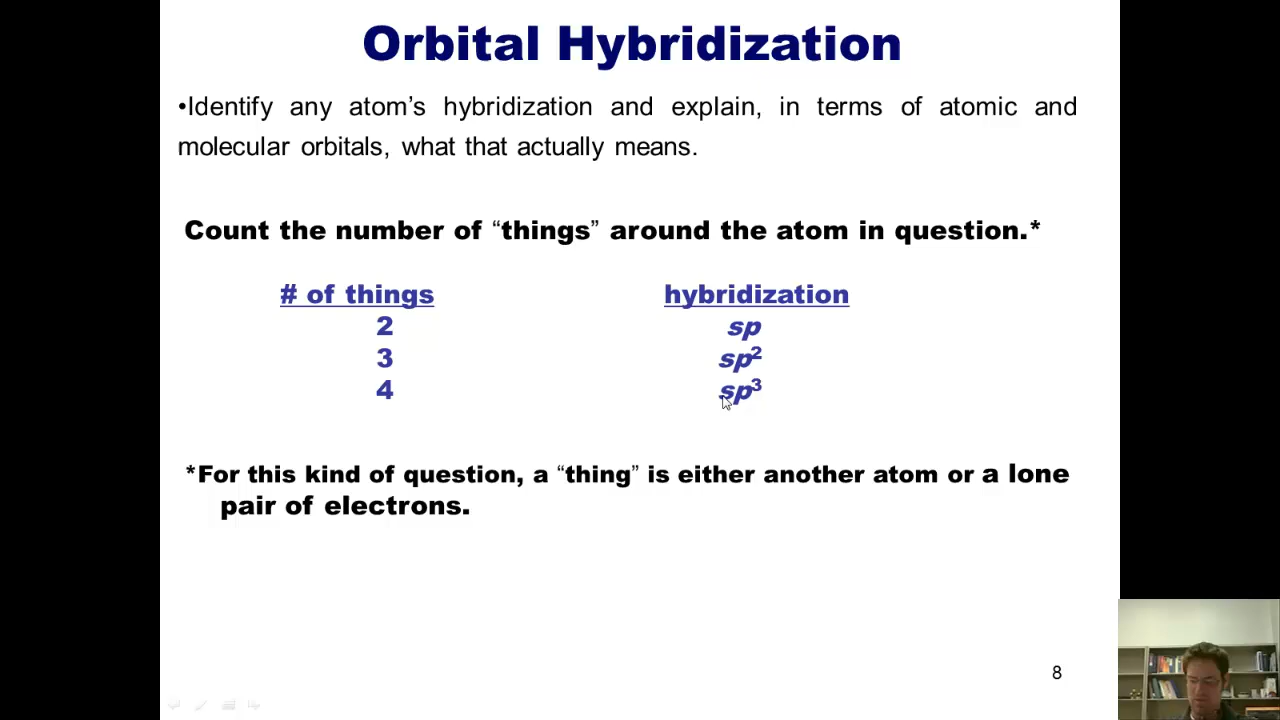 Orbital Hybridization
•Identify any atom’s hybridization and explain, in terms of atomic and
molecular orbitals, what that actually means.
Count the number of “things” around the atom in question.*
# of things hybridization
2 sp
3 sp²
4 sp³
*For this kind of question, a “thing” is either another atom or a lone
pair of electrons.
8